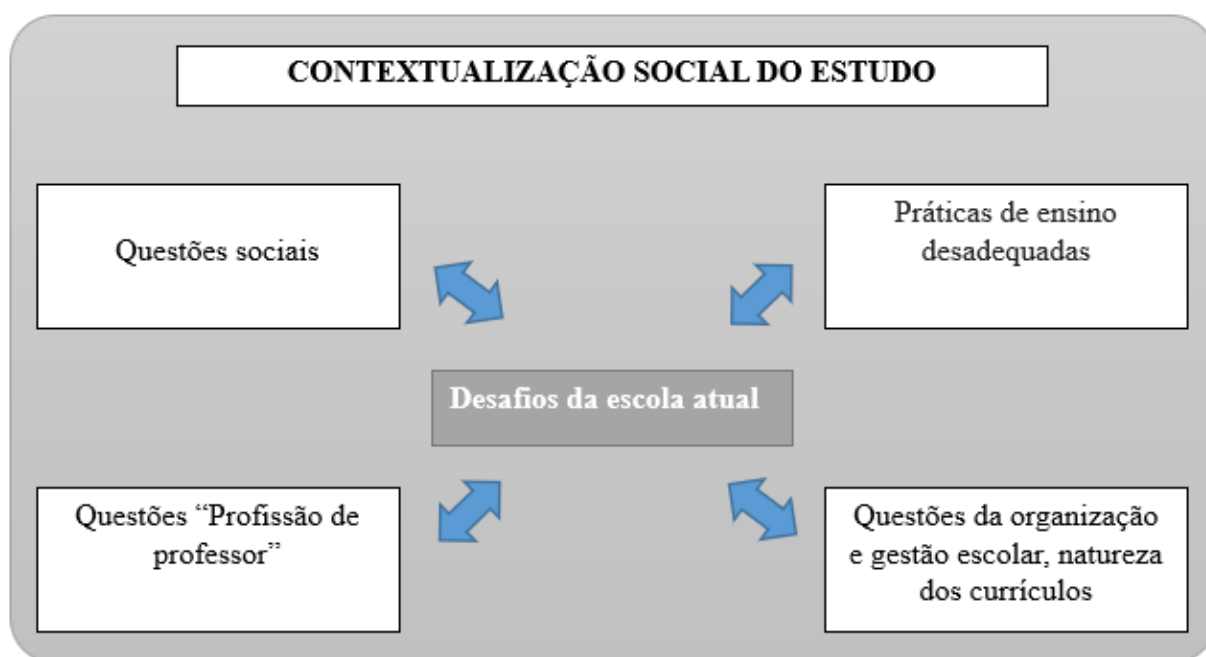 CONTEXTUALIZAÇÃO SOCIAL DO ESTUDO
Questões sociais
Práticas de ensino
desadequadas
Desafios da escola atual
Questões “Profissão de
professor”
Questões da organização
e gestão escolar, natureza
dos currículos